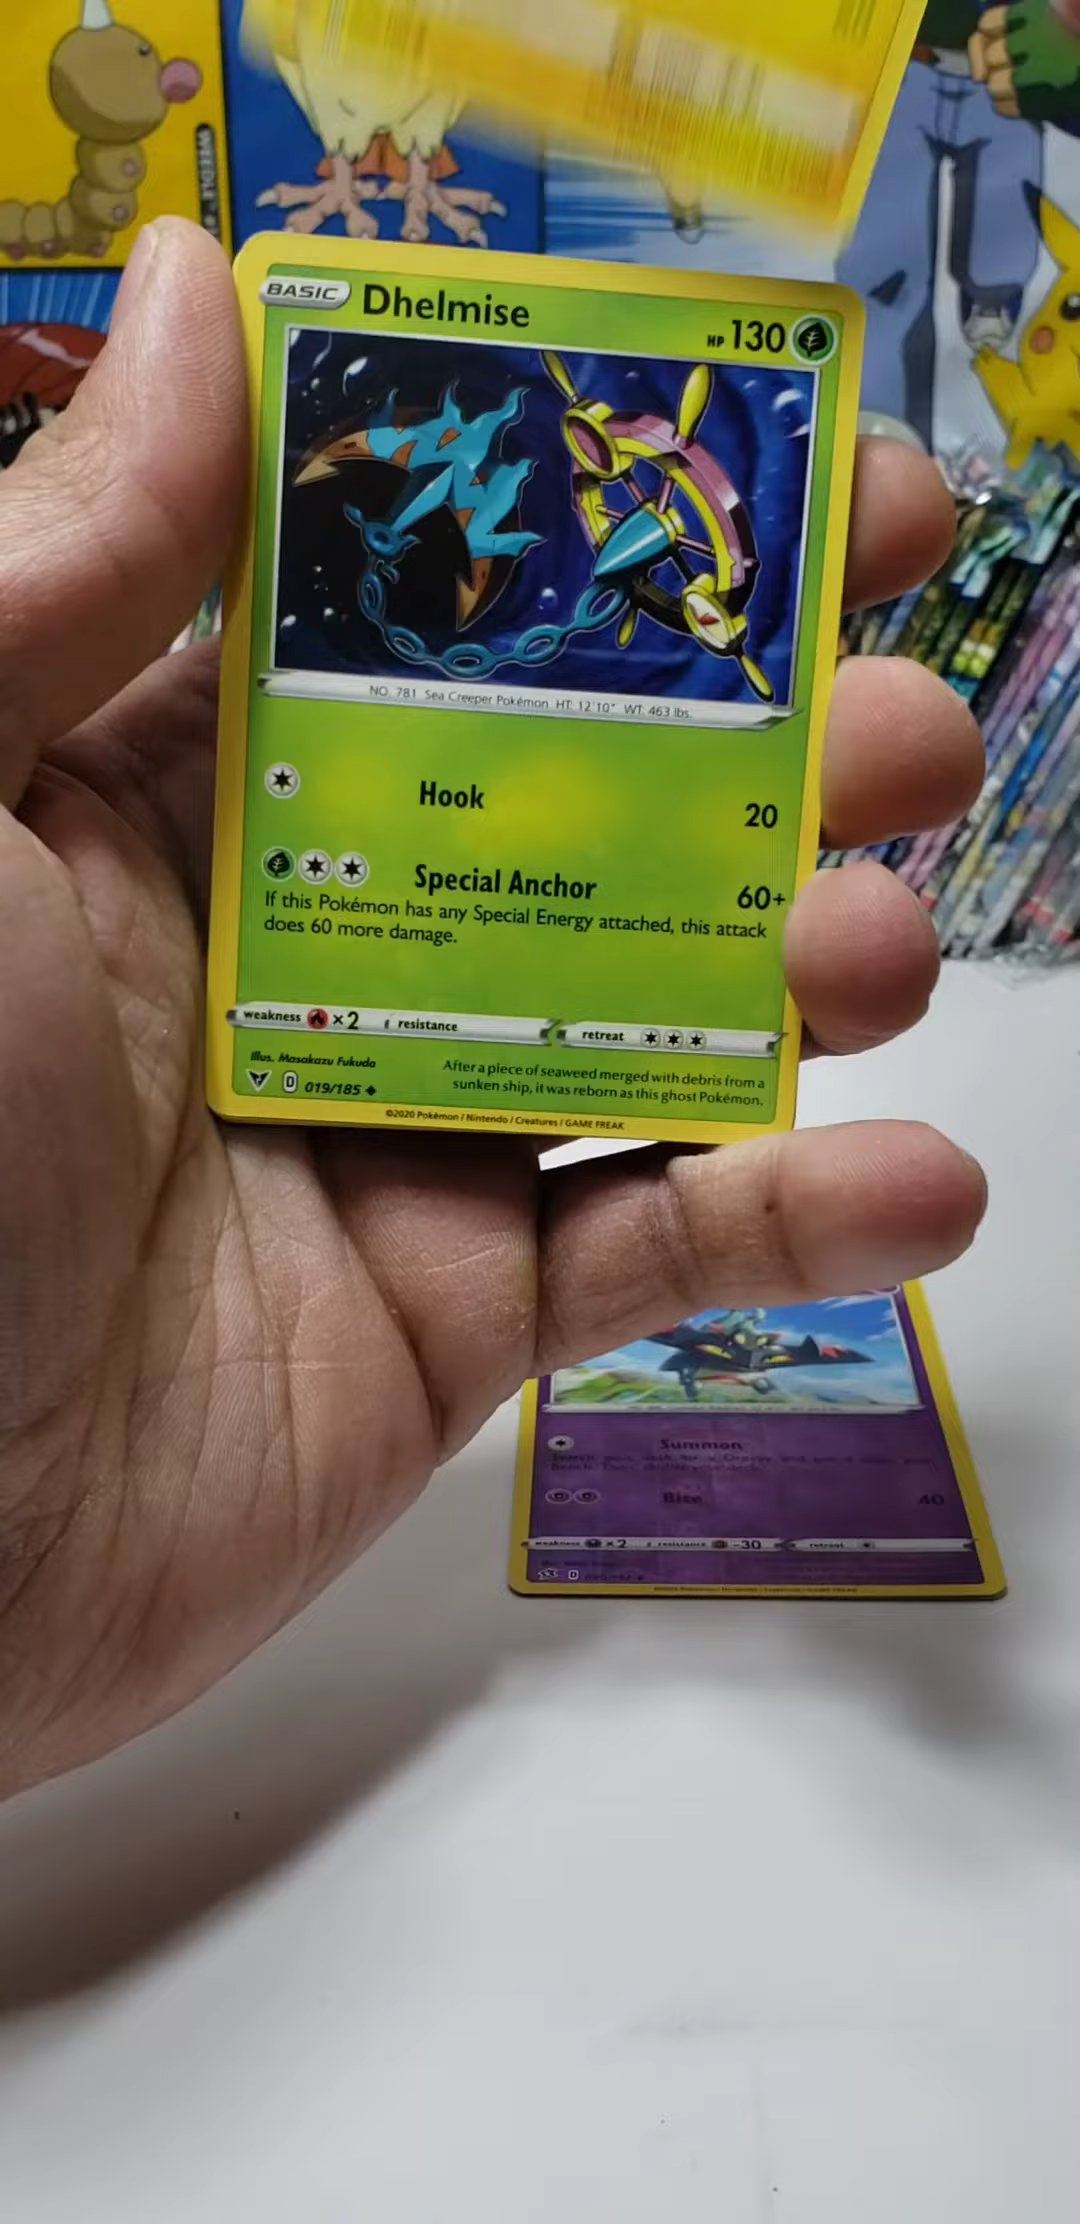 WEEDLE
BASIC Dhelmise HP 130
NO. 781 Sea Creeper Pokémon HT: 12'10" WT: 463 lbs.
Hook 20
Special Anchor 60+
If this Pokémon has any Special Energy attached, this attack
does 60 more damage.
weakness ×2 resistance retreat
Illus. Masakazu Fukuda
After a piece of seaweed merged with debris from a
sunken ship, it was reborn as this ghost Pokémon.
D 019/185
©2020 Pokémon / Nintendo / Creatures / GAME FREAK
Summon
Bite 40
weakness ×2 resistance -30 retreat
D